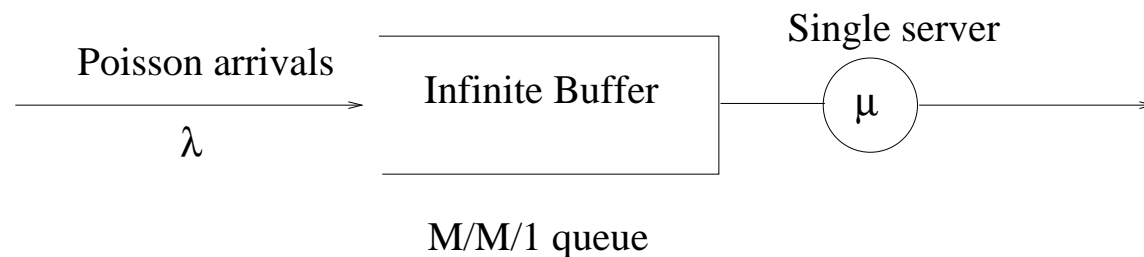 Single server
Poisson arrivals
Infinite Buffer
μ
λ
M/M/1 queue